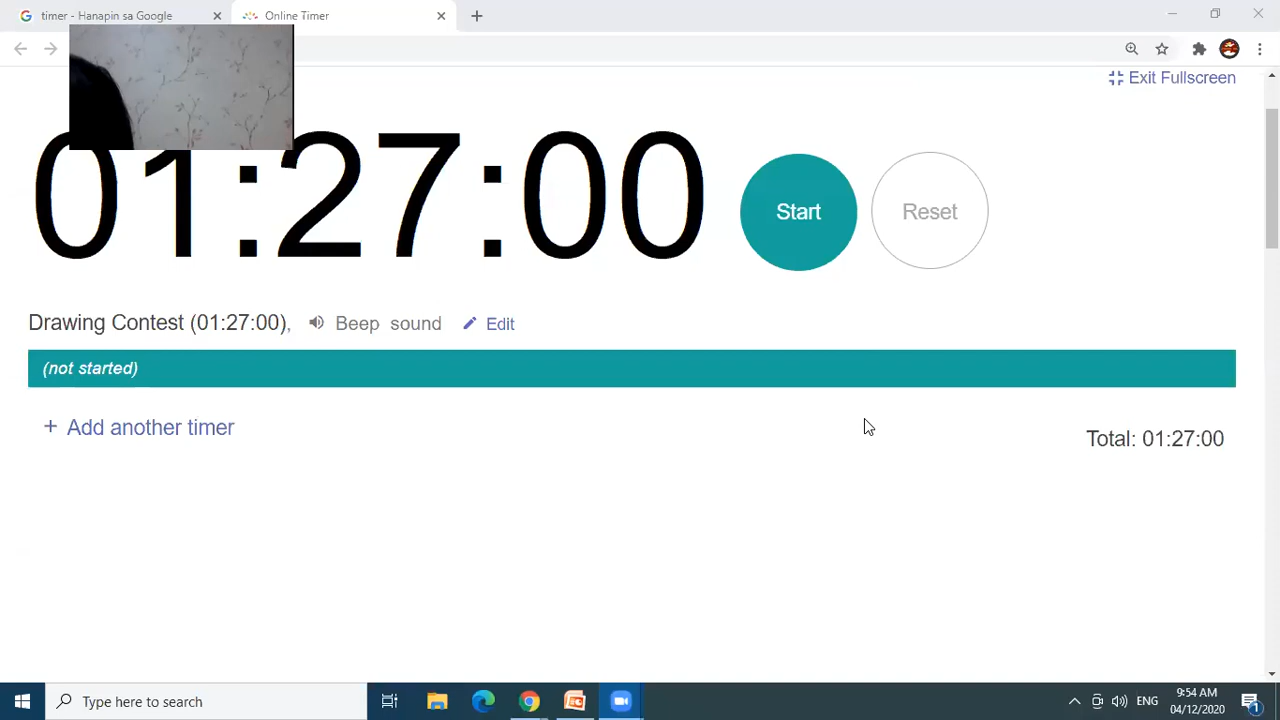 timer - Hanapin sa Google
Online Timer
Exit Fullscreen
01:27:00
Start
Reset
Drawing Contest (01:27:00), Beep sound Edit
(not started)
+ Add another timer
Total: 01:27:00
Type here to search
ENG
9:54 AM
04/12/2020
1